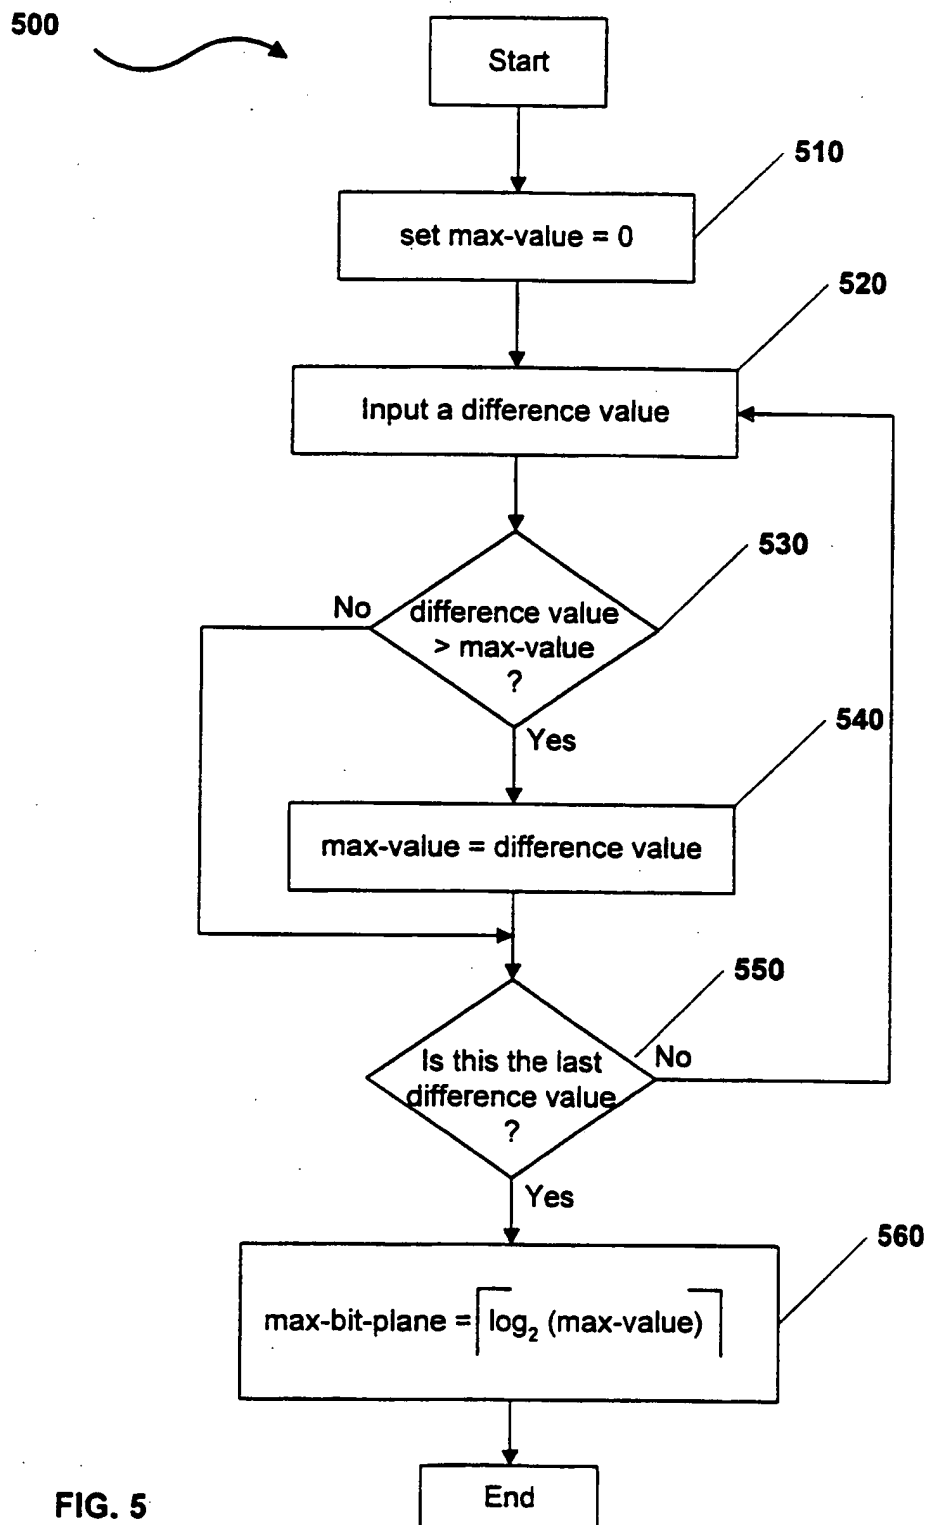 500
Start
510
set max-value = 0
520
Input a difference value
530
No
difference value
> max-value
?
Yes
540
max-value = difference value
550
Is this the last
difference value
?
No
Yes
560
max-bit-plane = ⌈log₂ (max-value)⌉
End
FIG. 5